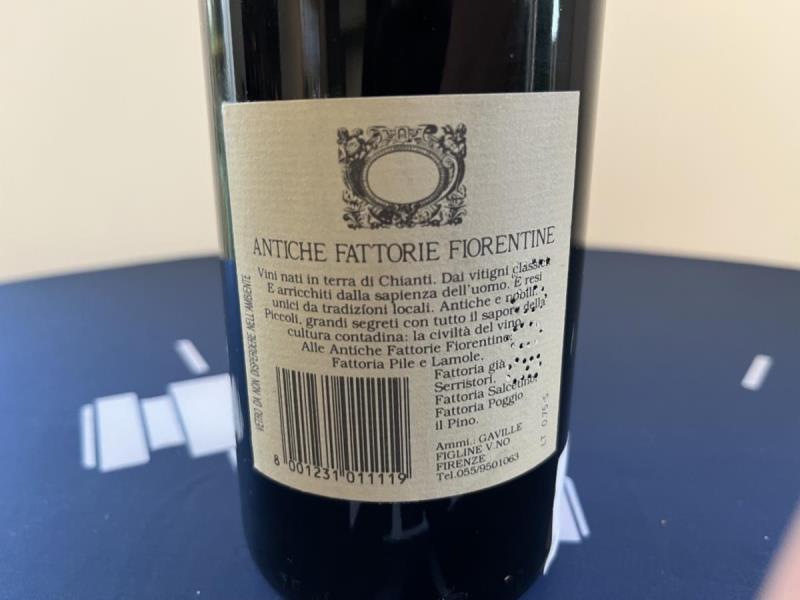 ANTICHE FATTORIE FIORENTINE
Vini nati in terra di Chianti. Dai vitigni classici.
E arricchiti dalla sapienza dell'uomo. E resi
unici da tradizioni locali. Antiche e nobili.
Piccoli, grandi segreti con tutto il sapore della
cultura contadina: la civiltà del vino.
Alle Antiche Fattorie Fiorentine:
Fattoria Pile e Lamole.
Fattoria già
Serristori.
Fattoria Salcetino.
Fattoria Poggio
il Pino.
Ammi.: GAVILLE
FIGLINE V.NO
FIRENZE
Tel.055/9501063
LT 0,75
VETRO DA NON DISPERDERE NELL'AMBIENTE
8 001231 011119